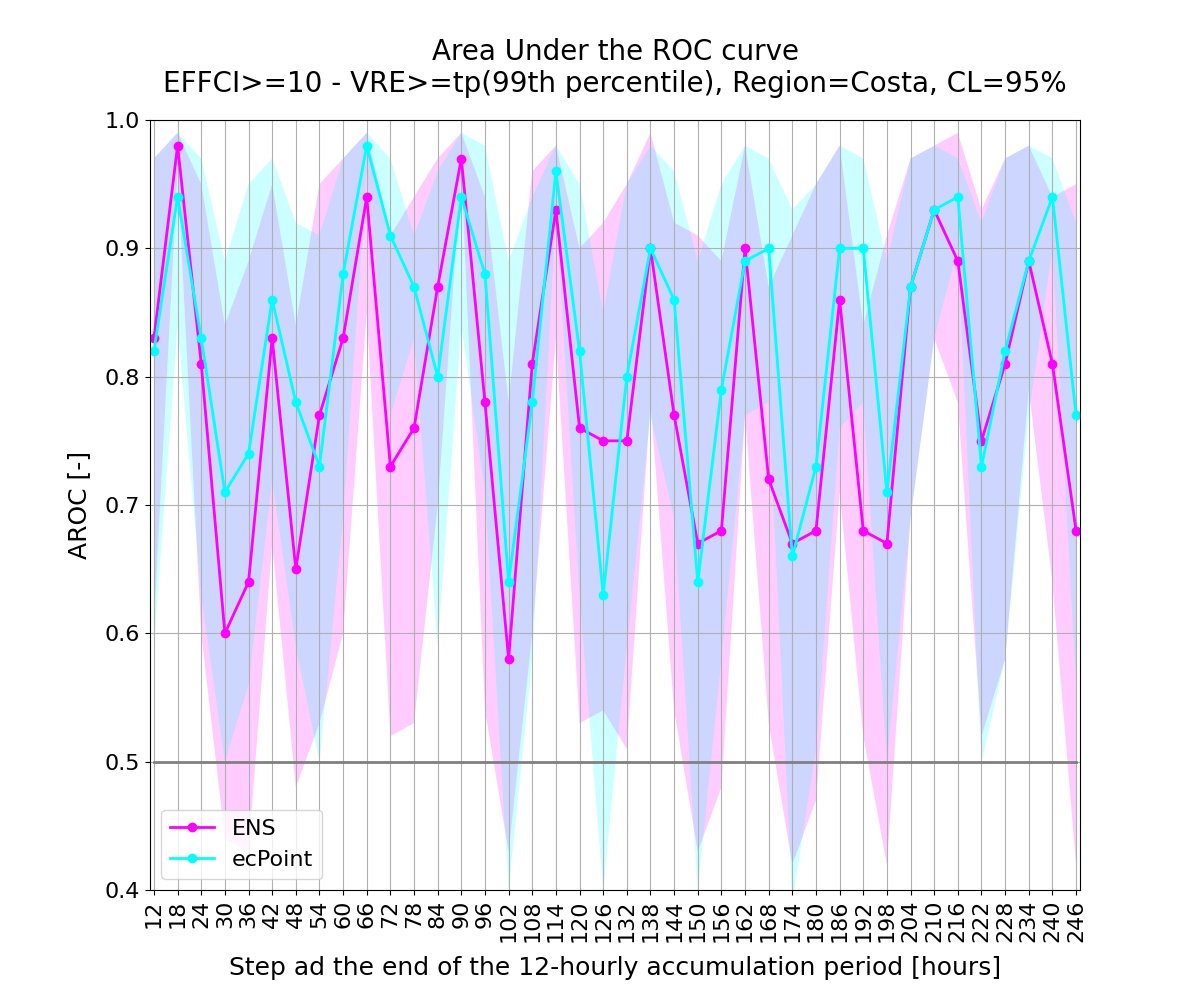 Area Under the ROC curve
EFFCI>=10 - VRE>=tp(99th percentile), Region=Costa, CL=95%
1.0
0.9
0.8
0.7
0.6
0.5
0.4
AROC [-]
ENS
ecPoint
12 18 24 30 36 42 48 54 60 66 72 78 84 90 96 102 108 114 120 126 132 138 144 150 156 162 168 174 180 186 192 198 204 210 216 222 228 234 240 246
Step ad the end of the 12-hourly accumulation period [hours]